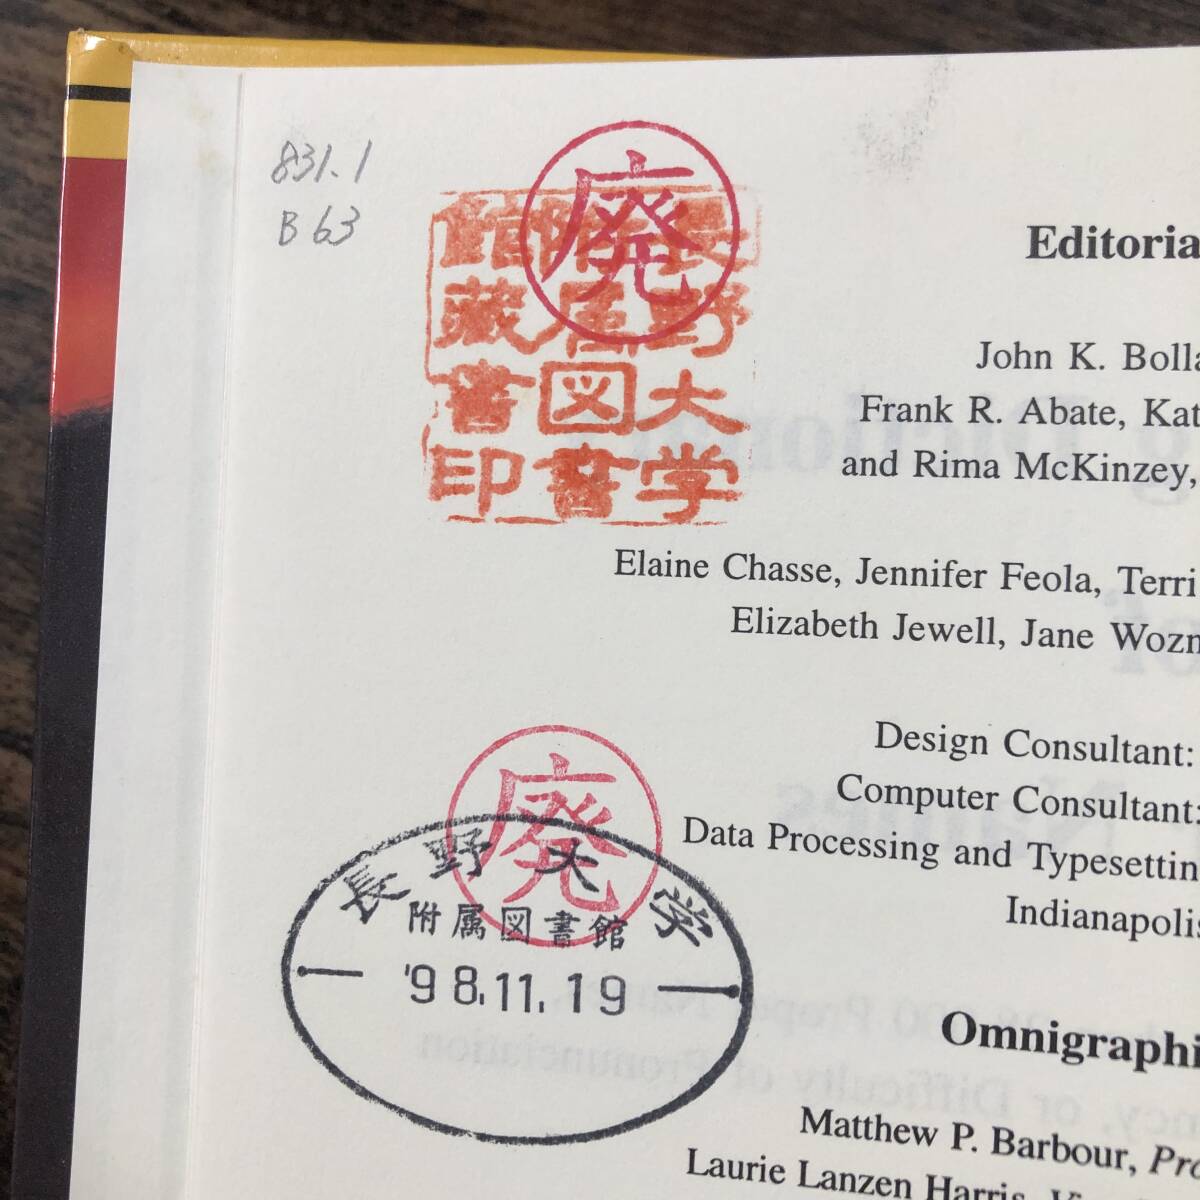 831.1
B63
廃
長野大学
附属図書
館蔵書印
Editoria
John K. Bolla
Frank R. Abate, Kat
and Rima McKinzey,
Elaine Chasse, Jennifer Feola, Terri
Elizabeth Jewell, Jane Wozn
Design Consultant:
Computer Consultant:
Data Processing and Typesettin
Indianapolis
廃
長野大学
附属図書館
'98.11.19
Omnigraphi
Matthew P. Barbour, Pro
Laurie Lanzen Harris, Vi